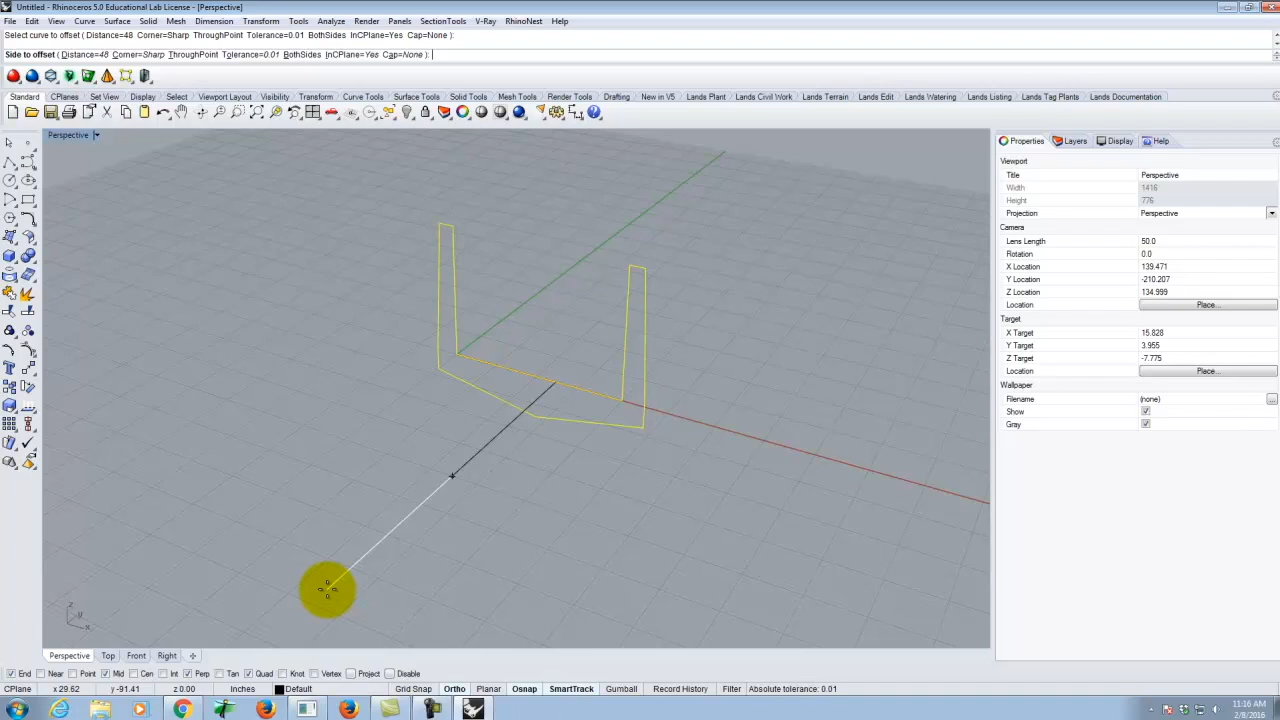 Untitled - Rhinoceros 5.0 Educational Lab License - [Perspective]
File Edit View Curve Surface Solid Mesh Dimension Transform Tools Analyze Render Panels SectionTools V-Ray RhinoNest Help
Select curve to offset ( Distance=48 Corner=Sharp ThroughPoint Tolerance=0.01 BothSides InCPlane=Yes Cap=None ):
Side to offset ( Distance=48 Corner=Sharp ThroughPoint Tolerance=0.01 BothSides InCPlane=Yes Cap=None ):
Standard CPlanes Set View Display Select Viewport Layout Visibility Transform Curve Tools Surface Tools Solid Tools Mesh Tools Render Tools Drafting New in V5 Lands Plant Lands Civil Work Lands Terrain Lands Edit Lands Watering Lands Listing Lands Tag Plants Lands Documentation
Perspective
Properties Layers Display Help
Viewport
Title Perspective
Width 1416
Height 776
Projection Perspective
Camera
Lens Length 50.0
Rotation 0.0
X Location 139.471
Y Location -210.207
Z Location 134.999
Location Place...
Target
X Target 15.828
Y Target 3.955
Z Target -7.775
Location Place...
Wallpaper
Filename (none) ...
Show
Gray
z
y
x
Perspective Top Front Right
End Near Point Mid Cen Int Perp Tan Quad Knot Vertex Project Disable
CPlane x 29.62 y -91.41 z 0.00 Inches Default Grid Snap Ortho Planar Osnap SmartTrack Gumball Record History Filter Absolute tolerance: 0.01
11:16 AM
2/8/2016